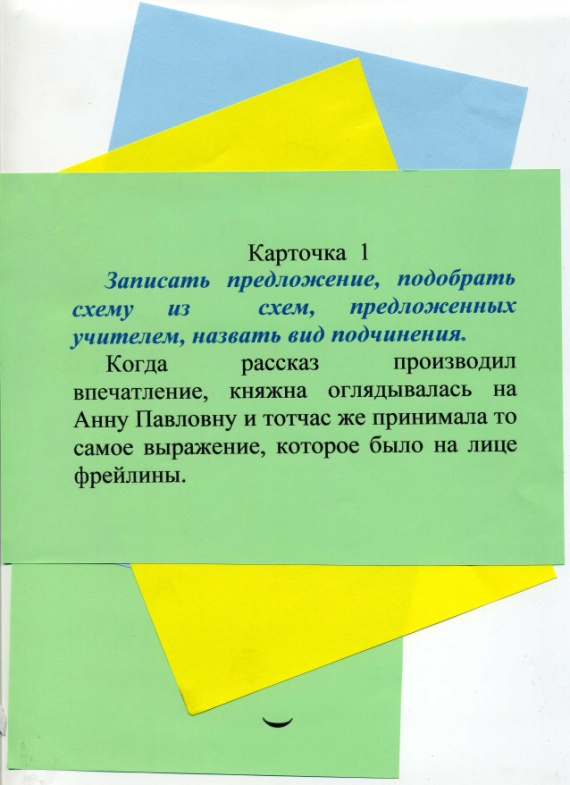 Карточка 1
Записать предложение, подобрать
схему из схем, предложенных
учителем, назвать вид подчинения.
Когда рассказ производил
впечатление, княжна оглядывалась на
Анну Павловну и тотчас же принимала то
самое выражение, которое было на лице
фрейлины.